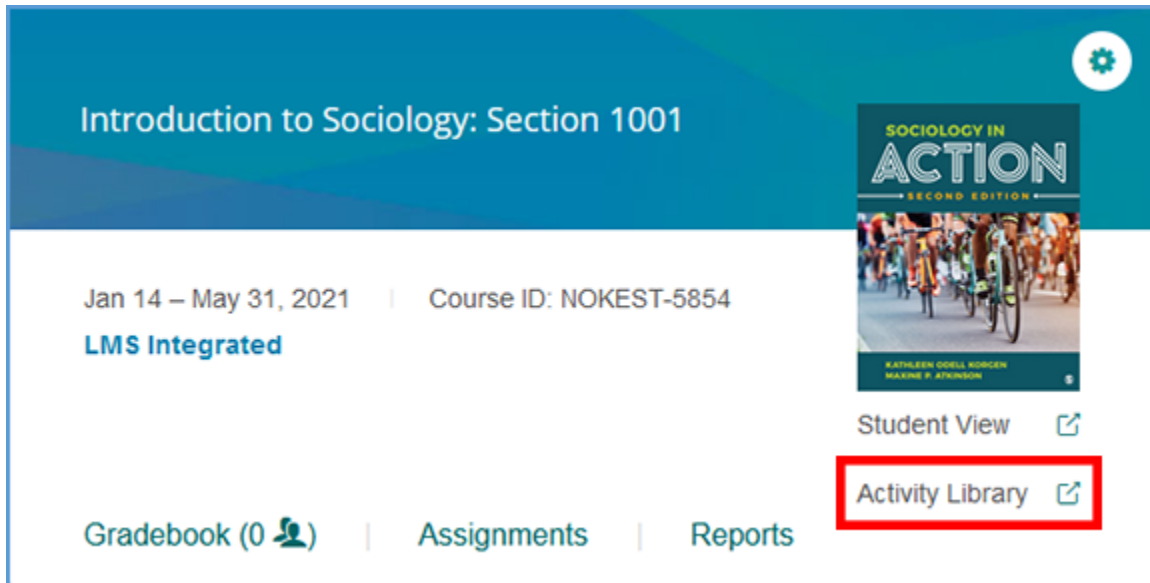 Introduction to Sociology: Section 1001
SOCIOLOGY IN
ACTION
SECOND EDITION
KATHLEEN ODELL KORGEN
MAXINE P. ATKINSON
Jan 14 – May 31, 2021 | Course ID: NOKEST-5854
LMS Integrated
Student View
Activity Library
Gradebook (0) | Assignments | Reports